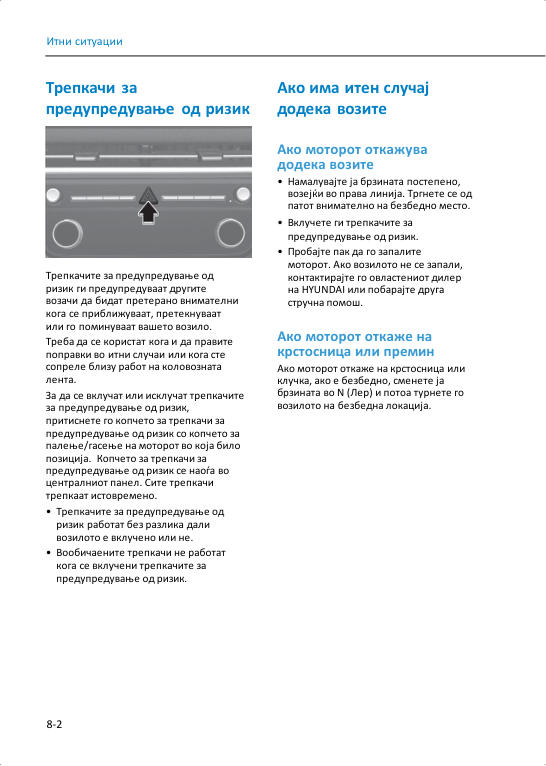 Итни ситуации
Трепкачи за
предупредување од ризик
Трепкачите за предупредување од
ризик ги предупредуваат другите
возачи да бидат претерано внимателни
кога се приближуваат, претекнуваат
или го поминуваат вашето возило.
Треба да се користат кога и да правите
поправки во итни случаи или кога сте
сопреле близу работ на коловозната
лента.
За да се вклучат или исклучат трепкачите
за предупредување од ризик,
притиснете го копчето за трепкачи за
предупредување од ризик со копчето за
палење/гасење на моторот во која било
позиција. Копчето за трепкачи за
предупредување од ризик се наоѓа во
централниот панел. Сите трепкачи
трепкаат истовремено.
• Трепкачите за предупредување од
ризик работат без разлика дали
возилото е вклучено или не.
• Вообичаените трепкачи не работат
кога се вклучени трепкачите за
предупредување од ризик.
Ако има итен случај
додека возите
Ако моторот откажува
додека возите
• Намалувајте ја брзината постепено,
возејќи во права линија. Тргнете се од
патот внимателно на безбедно место.
• Вклучете ги трепкачите за
предупредување од ризик.
• Пробајте пак да го запалите
моторот. Ако возилото не се запали,
контактирајте го овластениот дилер
на HYUNDAI или побарајте друга
стручна помош.
Ако моторот откаже на
крстосница или премин
Ако моторот откаже на крстосница или
клучка, ако е безбедно, сменете ја
брзината во N (Лер) и потоа турнете го
возилото на безбедна локација.
8-2